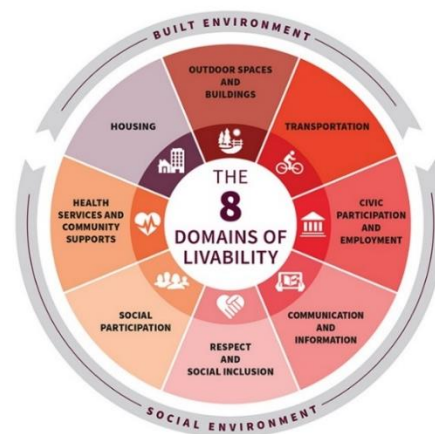 BUILT ENVIRONMENT
OUTDOOR SPACES
AND
BUILDINGS
TRANSPORTATION
CIVIC
PARTICIPATION
AND
EMPLOYMENT
COMMUNICATION
AND
INFORMATION
RESPECT
AND
SOCIAL INCLUSION
SOCIAL
PARTICIPATION
HEALTH
SERVICES AND
COMMUNITY
SUPPORTS
HOUSING
THE
8
DOMAINS OF
LIVABILITY
SOCIAL ENVIRONMENT